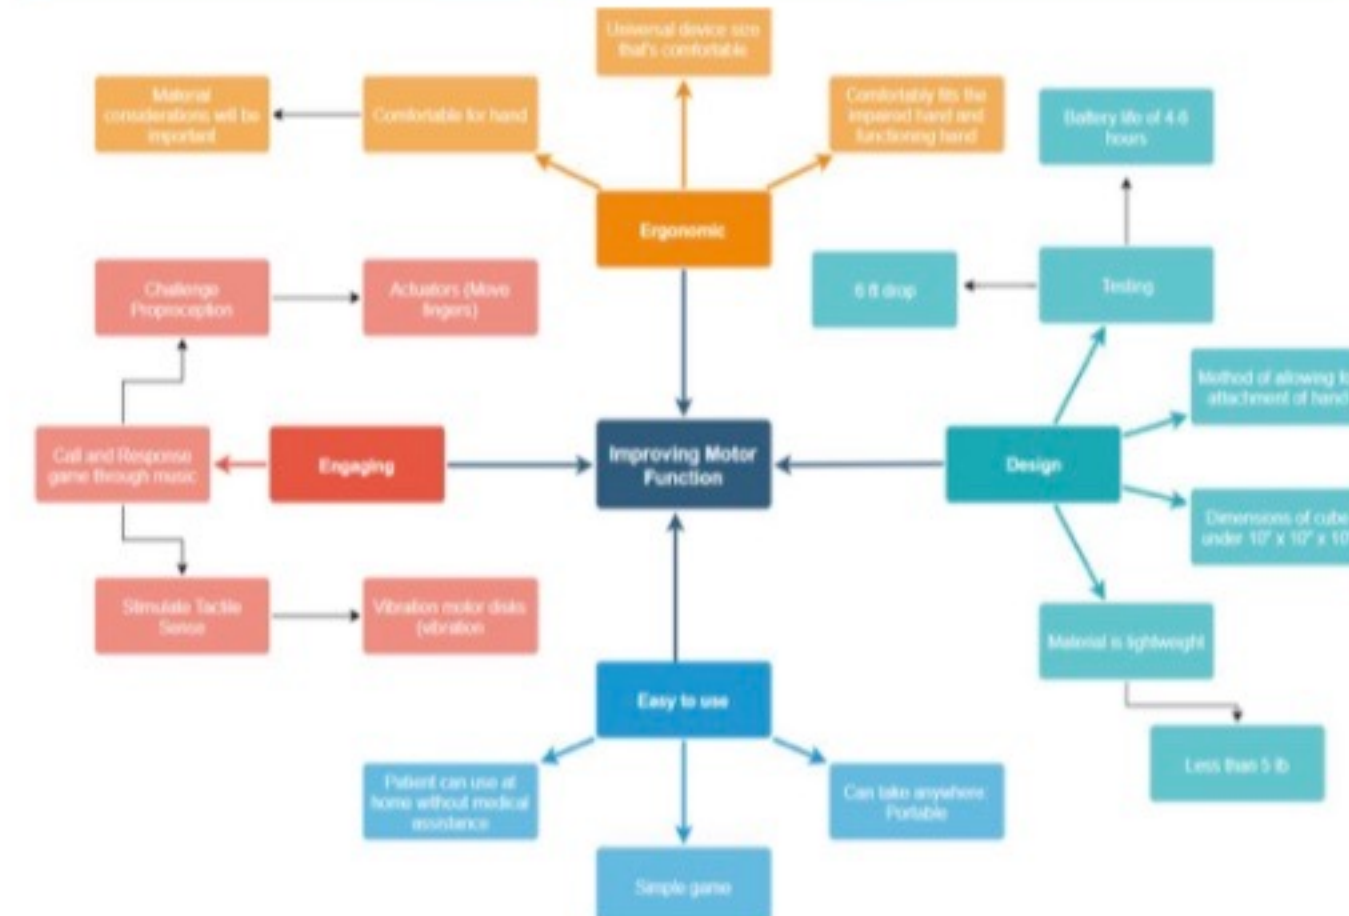 Universal device size
that's comfortable
Material
considerations will be
important
Comfortable for hand
Comfortably fits the
impaired hand and
functioning hand
Battery life of 4-6
hours
Ergonomic
Challenge
Proproception
Actuators (Move
fingers)
6 ft drop
Testing
Method of allowing
attachment of hand
Call and Response
game through music
Engaging
Improving Motor
Function
Design
Dimensions of cube
under 10" x 10" x 10"
Stimulate Tactile
Sense
Vibration motor disks
(vibration
Material is lightweight
Easy to use
Less than 5 lb
Patient can use at
home without medical
assistance
Can take anywhere:
Portable
Simple game